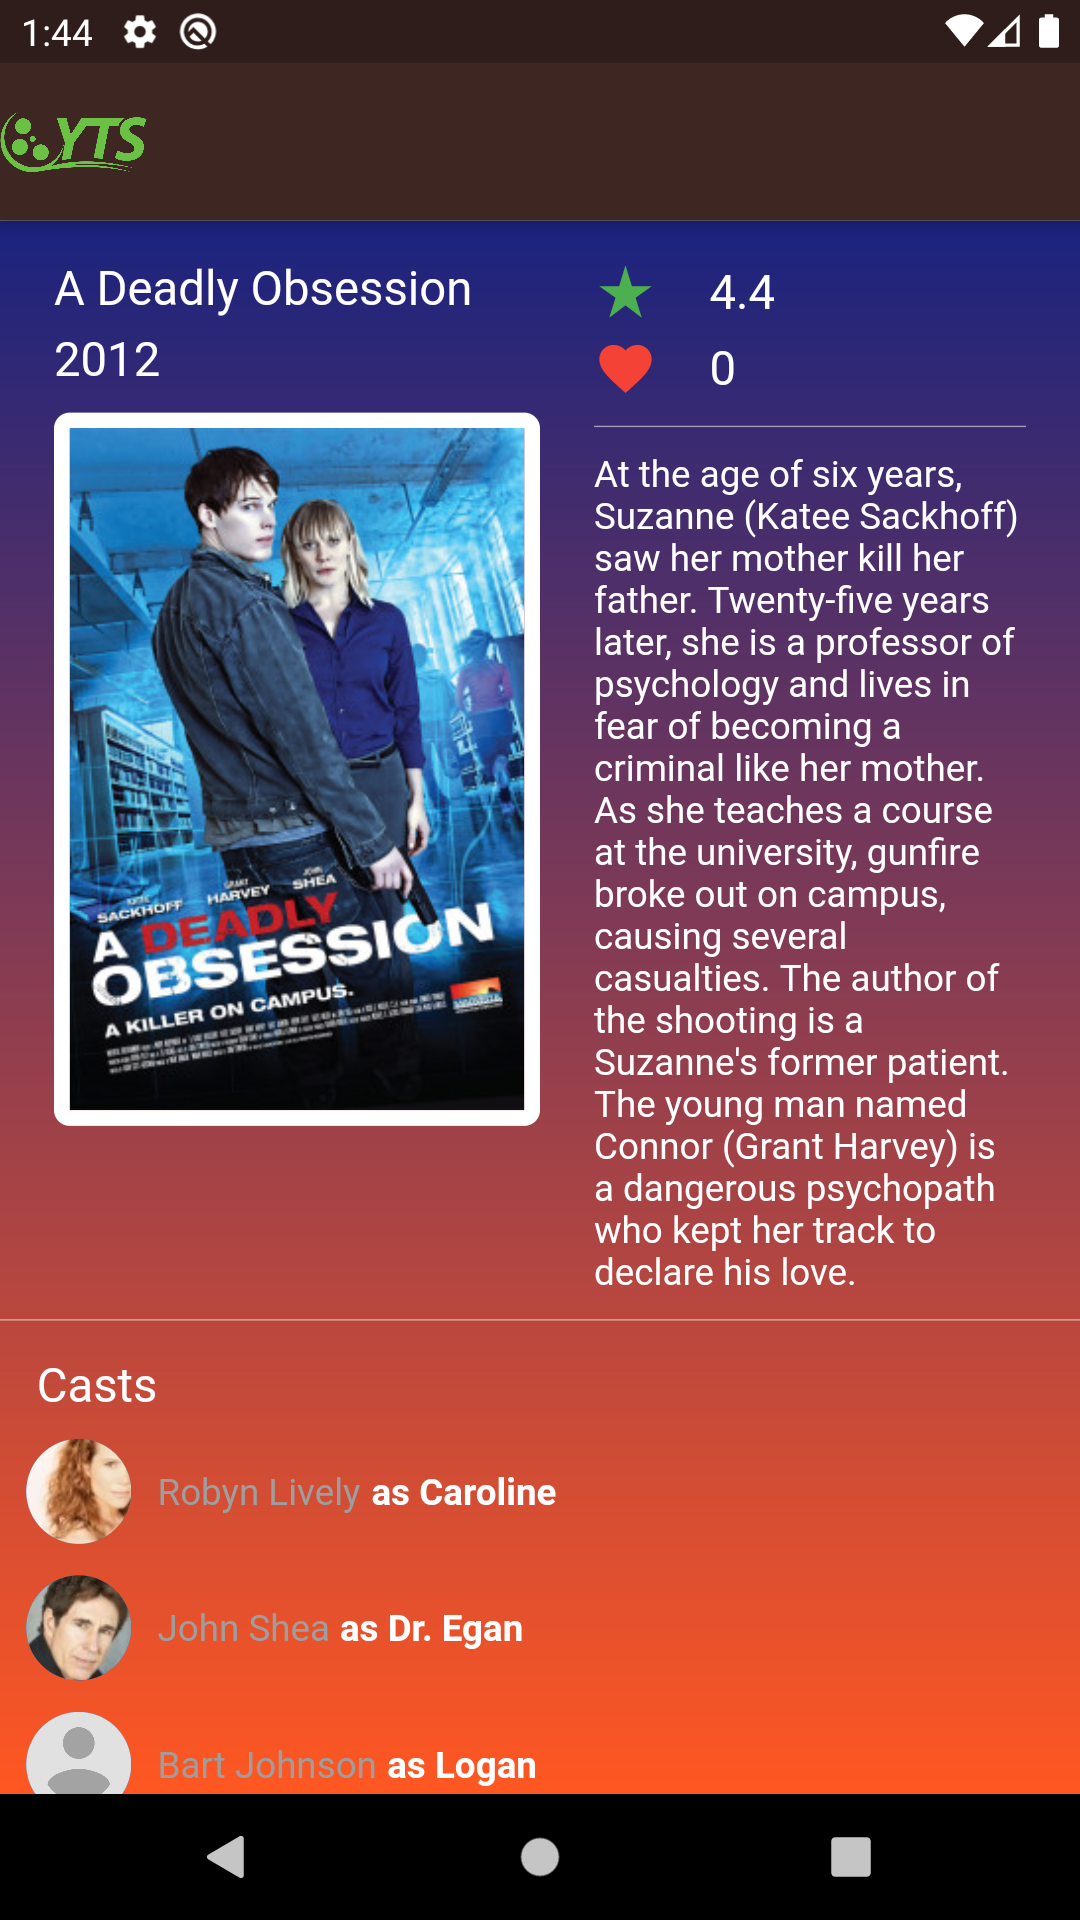 1:44
YTS
A Deadly Obsession
2012
4.4
0
SACKHOFF
GRANT HARVEY
JOHN SHEA
A DEADLY
OBSESSION
A KILLER ON CAMPUS.
At the age of six years,
Suzanne (Katee Sackhoff)
saw her mother kill her
father. Twenty-five years
later, she is a professor of
psychology and lives in
fear of becoming a
criminal like her mother.
As she teaches a course
at the university, gunfire
broke out on campus,
causing several
casualties. The author of
the shooting is a
Suzanne's former patient.
The young man named
Connor (Grant Harvey) is
a dangerous psychopath
who kept her track to
declare his love.
Casts
Robyn Lively as Caroline
John Shea as Dr. Egan
Bart Johnson as Logan